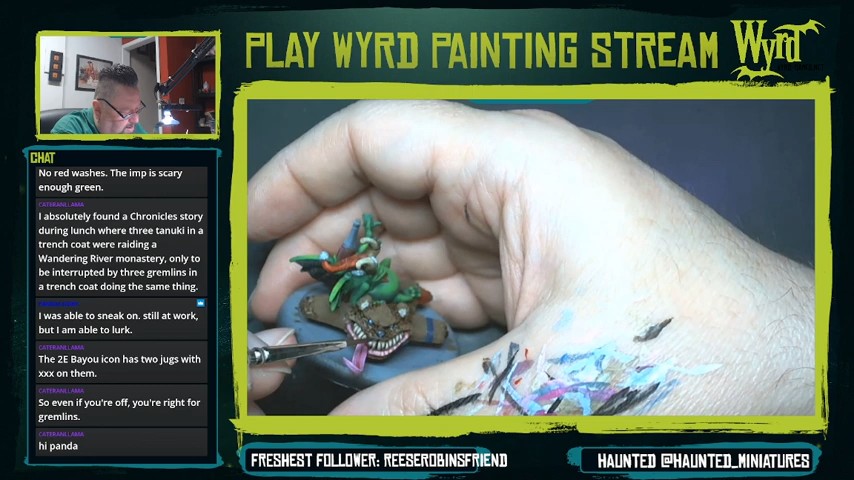 PLAY WYRD PAINTING STREAM
Wyrd
CHAT
No red washes. The imp is scary
enough green.
CATERANLLAMA
I absolutely found a Chronicles story
during lunch where three tanuki in a
trench coat were raiding a
Wandering River monastery, only to
be interrupted by three gremlins in
a trench coat doing the same thing.
I was able to sneak on. still at work,
but I am able to lurk.
CATERANLLAMA
The 2E Bayou icon has two jugs with
xxx on them.
CATERANLLAMA
So even if you're off, you're right for
gremlins.
CATERANLLAMA
hi panda
FRESHEST FOLLOWER: REESEROBINSFRIEND
HAUNTED @HAUNTED_MINIATURES